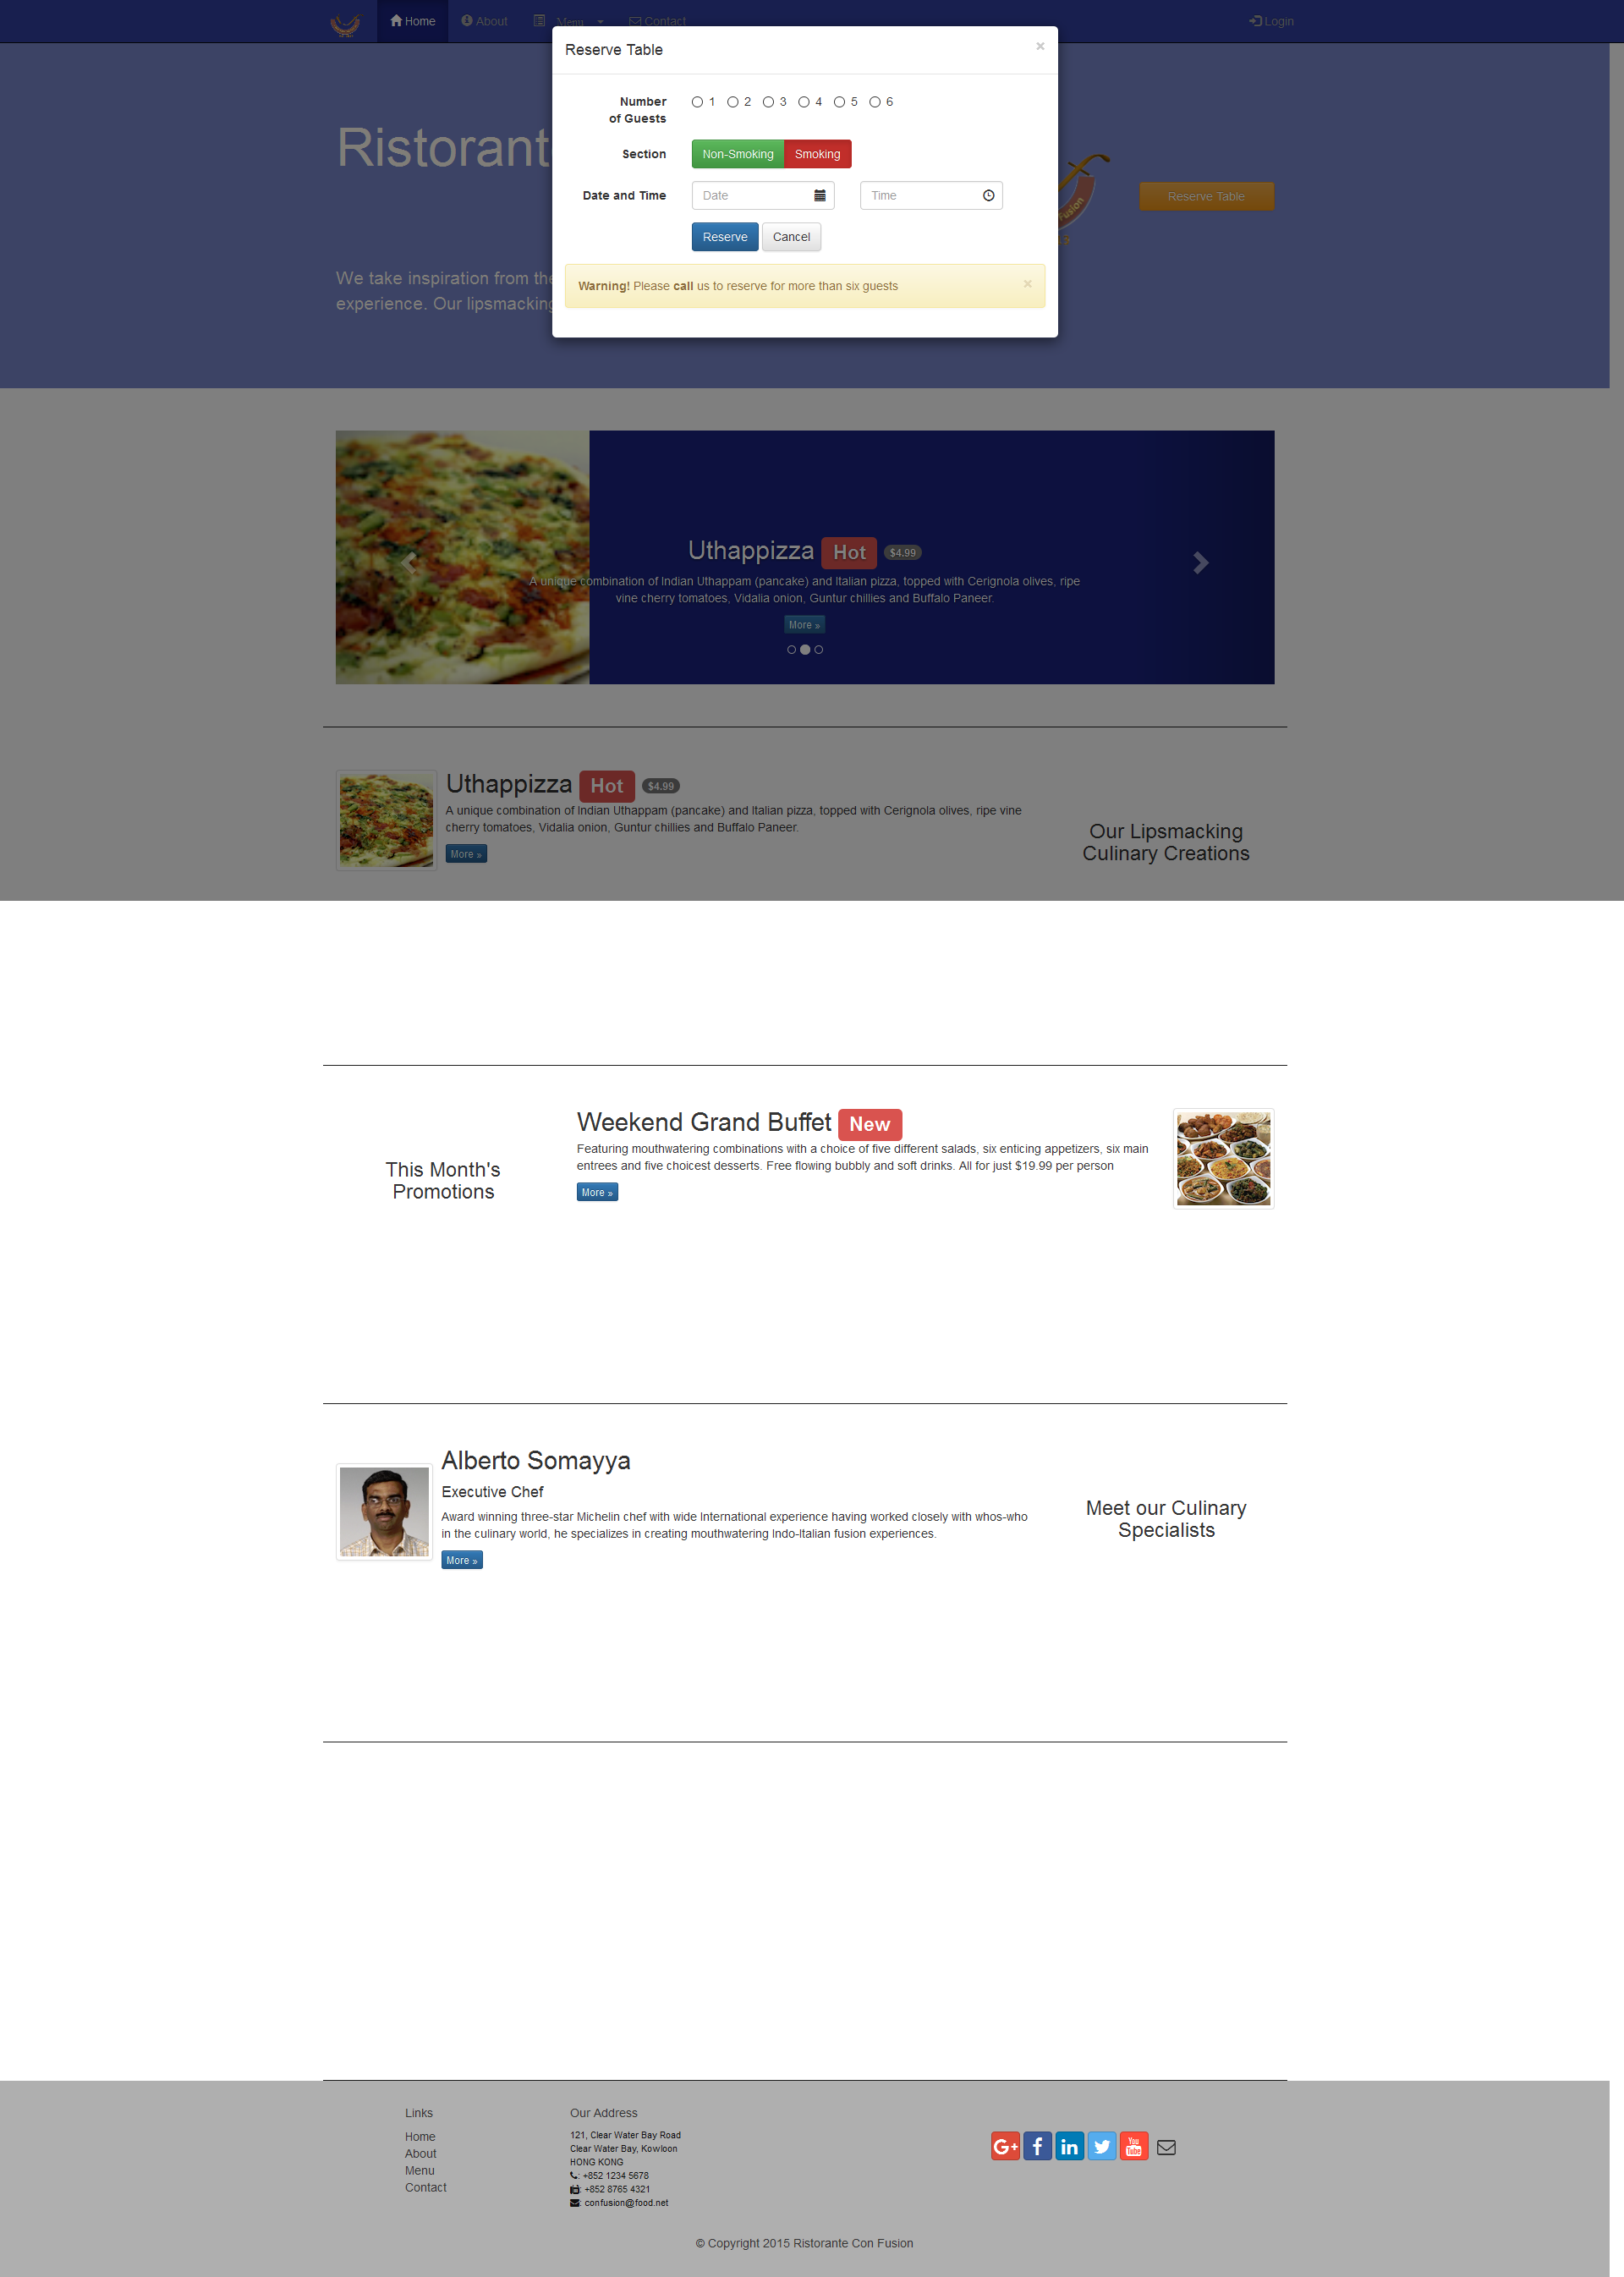 Home About Menu Contact Login
Reserve Table ×
Number of Guests
1 2 3 4 5 6
Section
Non-Smoking Smoking
Date and Time
Date Time
Reserve Cancel
Warning! Please call us to reserve for more than six guests ×
Ristorant
Fusion
Reserve Table
We take inspiration from the
experience. Our lipsmacking
Uthappizza Hot $4.99
A unique combination of Indian Uthappam (pancake) and Italian pizza, topped with Cerignola olives, ripe
vine cherry tomatoes, Vidalia onion, Guntur chillies and Buffalo Paneer.
More »
Uthappizza Hot $4.99
A unique combination of Indian Uthappam (pancake) and Italian pizza, topped with Cerignola olives, ripe vine
cherry tomatoes, Vidalia onion, Guntur chillies and Buffalo Paneer.
More »
Our Lipsmacking
Culinary Creations
This Month's
Promotions
Weekend Grand Buffet New
Featuring mouthwatering combinations with a choice of five different salads, six enticing appetizers, six main
entrees and five choicest desserts. Free flowing bubbly and soft drinks. All for just $19.99 per person
More »
Alberto Somayya
Executive Chef
Award winning three-star Michelin chef with wide International experience having worked closely with whos-who
in the culinary world, he specializes in creating mouthwatering Indo-Italian fusion experiences.
More »
Meet our Culinary
Specialists
Links
Home
About
Menu
Contact
Our Address
121, Clear Water Bay Road
Clear Water Bay, Kowloon
HONG KONG
: +852 1234 5678
: +852 8765 4321
: confusion@food.net
G+ f in You Tube
© Copyright 2015 Ristorante Con Fusion